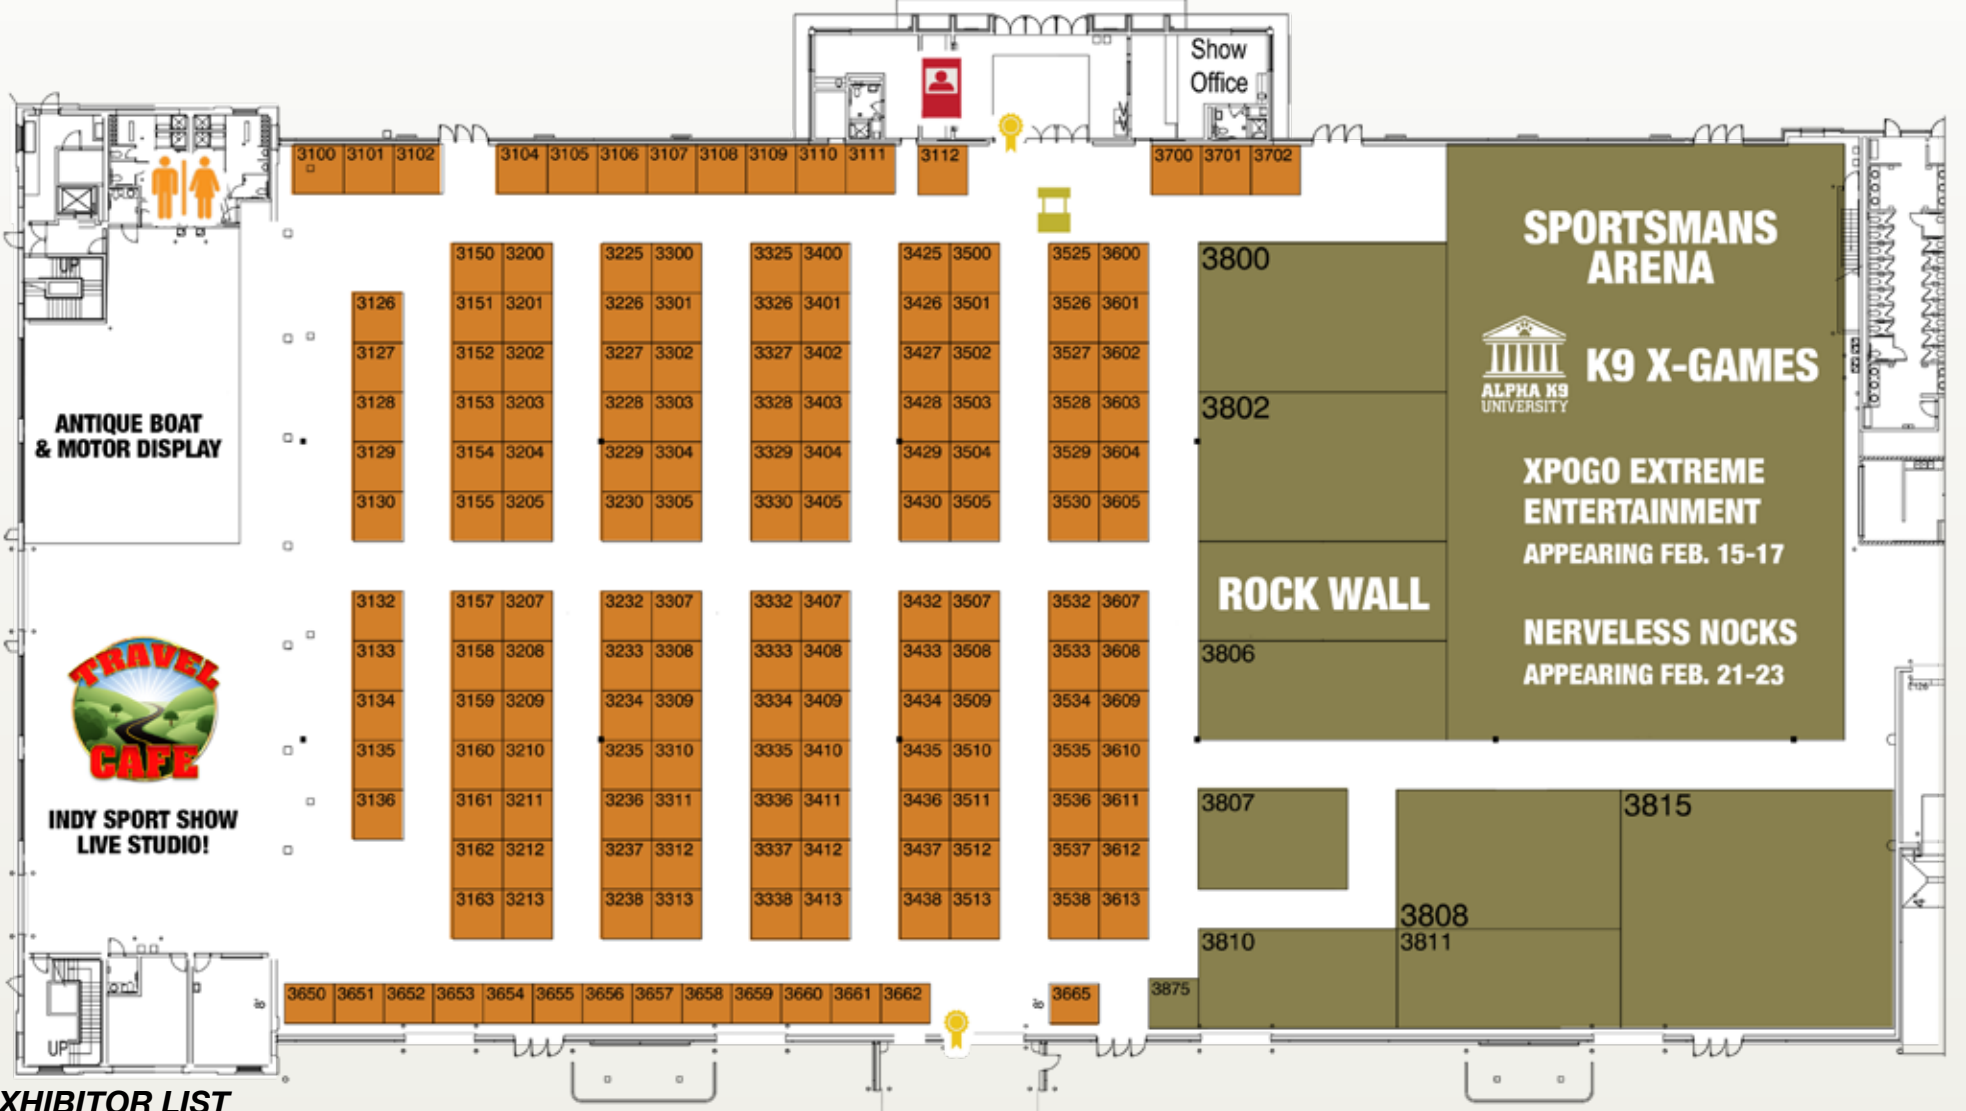 Show
Office
3100 3101 3102 3104 3105 3106 3107 3108 3109 3110 3111 3112 3700 3701 3702
SPORTSMANS
ARENA
ALPHA K9
UNIVERSITY
K9 X-GAMES
XPOGO EXTREME
ENTERTAINMENT
APPEARING FEB. 15-17
NERVELESS NOCKS
APPEARING FEB. 21-23
UP
ANTIQUE BOAT
& MOTOR DISPLAY
3150 3200 3225 3300 3325 3400 3425 3500 3525 3600 3800
3126 3151 3201 3226 3301 3326 3401 3426 3501 3526 3601
3127 3152 3202 3227 3302 3327 3402 3427 3502 3527 3602
3128 3153 3203 3228 3303 3328 3403 3428 3503 3528 3603 3802
3129 3154 3204 3229 3304 3329 3404 3429 3504 3529 3604
3130 3155 3205 3230 3305 3330 3405 3430 3505 3530 3605
ROCK WALL
3132 3157 3207 3232 3307 3332 3407 3432 3507 3532 3607
3133 3158 3208 3233 3308 3333 3408 3433 3508 3533 3608 3806
3134 3159 3209 3234 3309 3334 3409 3434 3509 3534 3609
3135 3160 3210 3235 3310 3335 3410 3435 3510 3535 3610
3136 3161 3211 3236 3311 3336 3411 3436 3511 3536 3611 3807 3815
3162 3212 3237 3312 3337 3412 3437 3512 3537 3612
3163 3213 3238 3313 3338 3413 3438 3513 3538 3613 3808
3810 3811
TRAVEL
CAFE
INDY SPORT SHOW
LIVE STUDIO!
3650 3651 3652 3653 3654 3655 3656 3657 3658 3659 3660 3661 3662 8' 3665 3875
8'
UP
XHIBITOR LIST